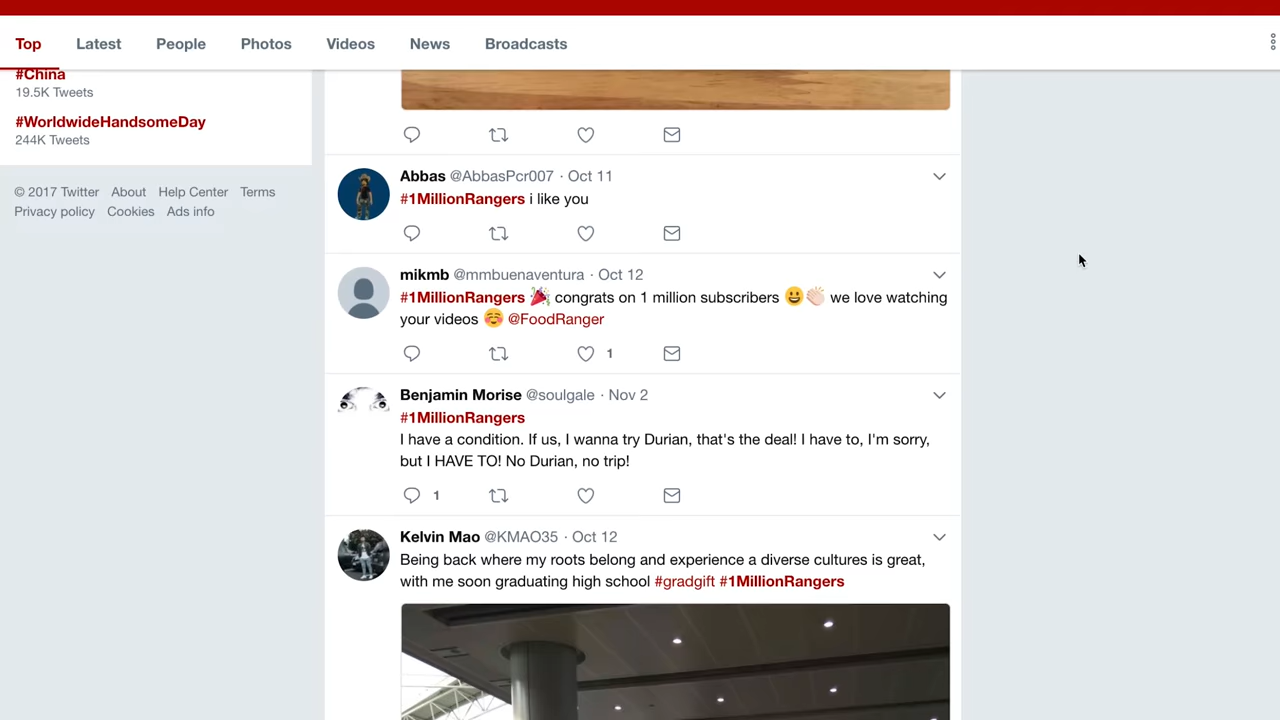 Top Latest People Photos Videos News Broadcasts
#China
19.5K Tweets
#WorldwideHandsomeDay
244K Tweets
© 2017 Twitter About Help Center Terms
Privacy policy Cookies Ads info
Abbas @AbbasPcr007 · Oct 11
#1MillionRangers i like you
mikmb @mmbuenaventura · Oct 12
#1MillionRangers 🎉 congrats on 1 million subscribers 😀👏🏻 we love watching
your videos ☺️ @FoodRanger
1
Benjamin Morise @soulgale · Nov 2
#1MillionRangers
I have a condition. If us, I wanna try Durian, that's the deal! I have to, I'm sorry,
but I HAVE TO! No Durian, no trip!
1
Kelvin Mao @KMAO35 · Oct 12
Being back where my roots belong and experience a diverse cultures is great,
with me soon graduating high school #gradgift #1MillionRangers